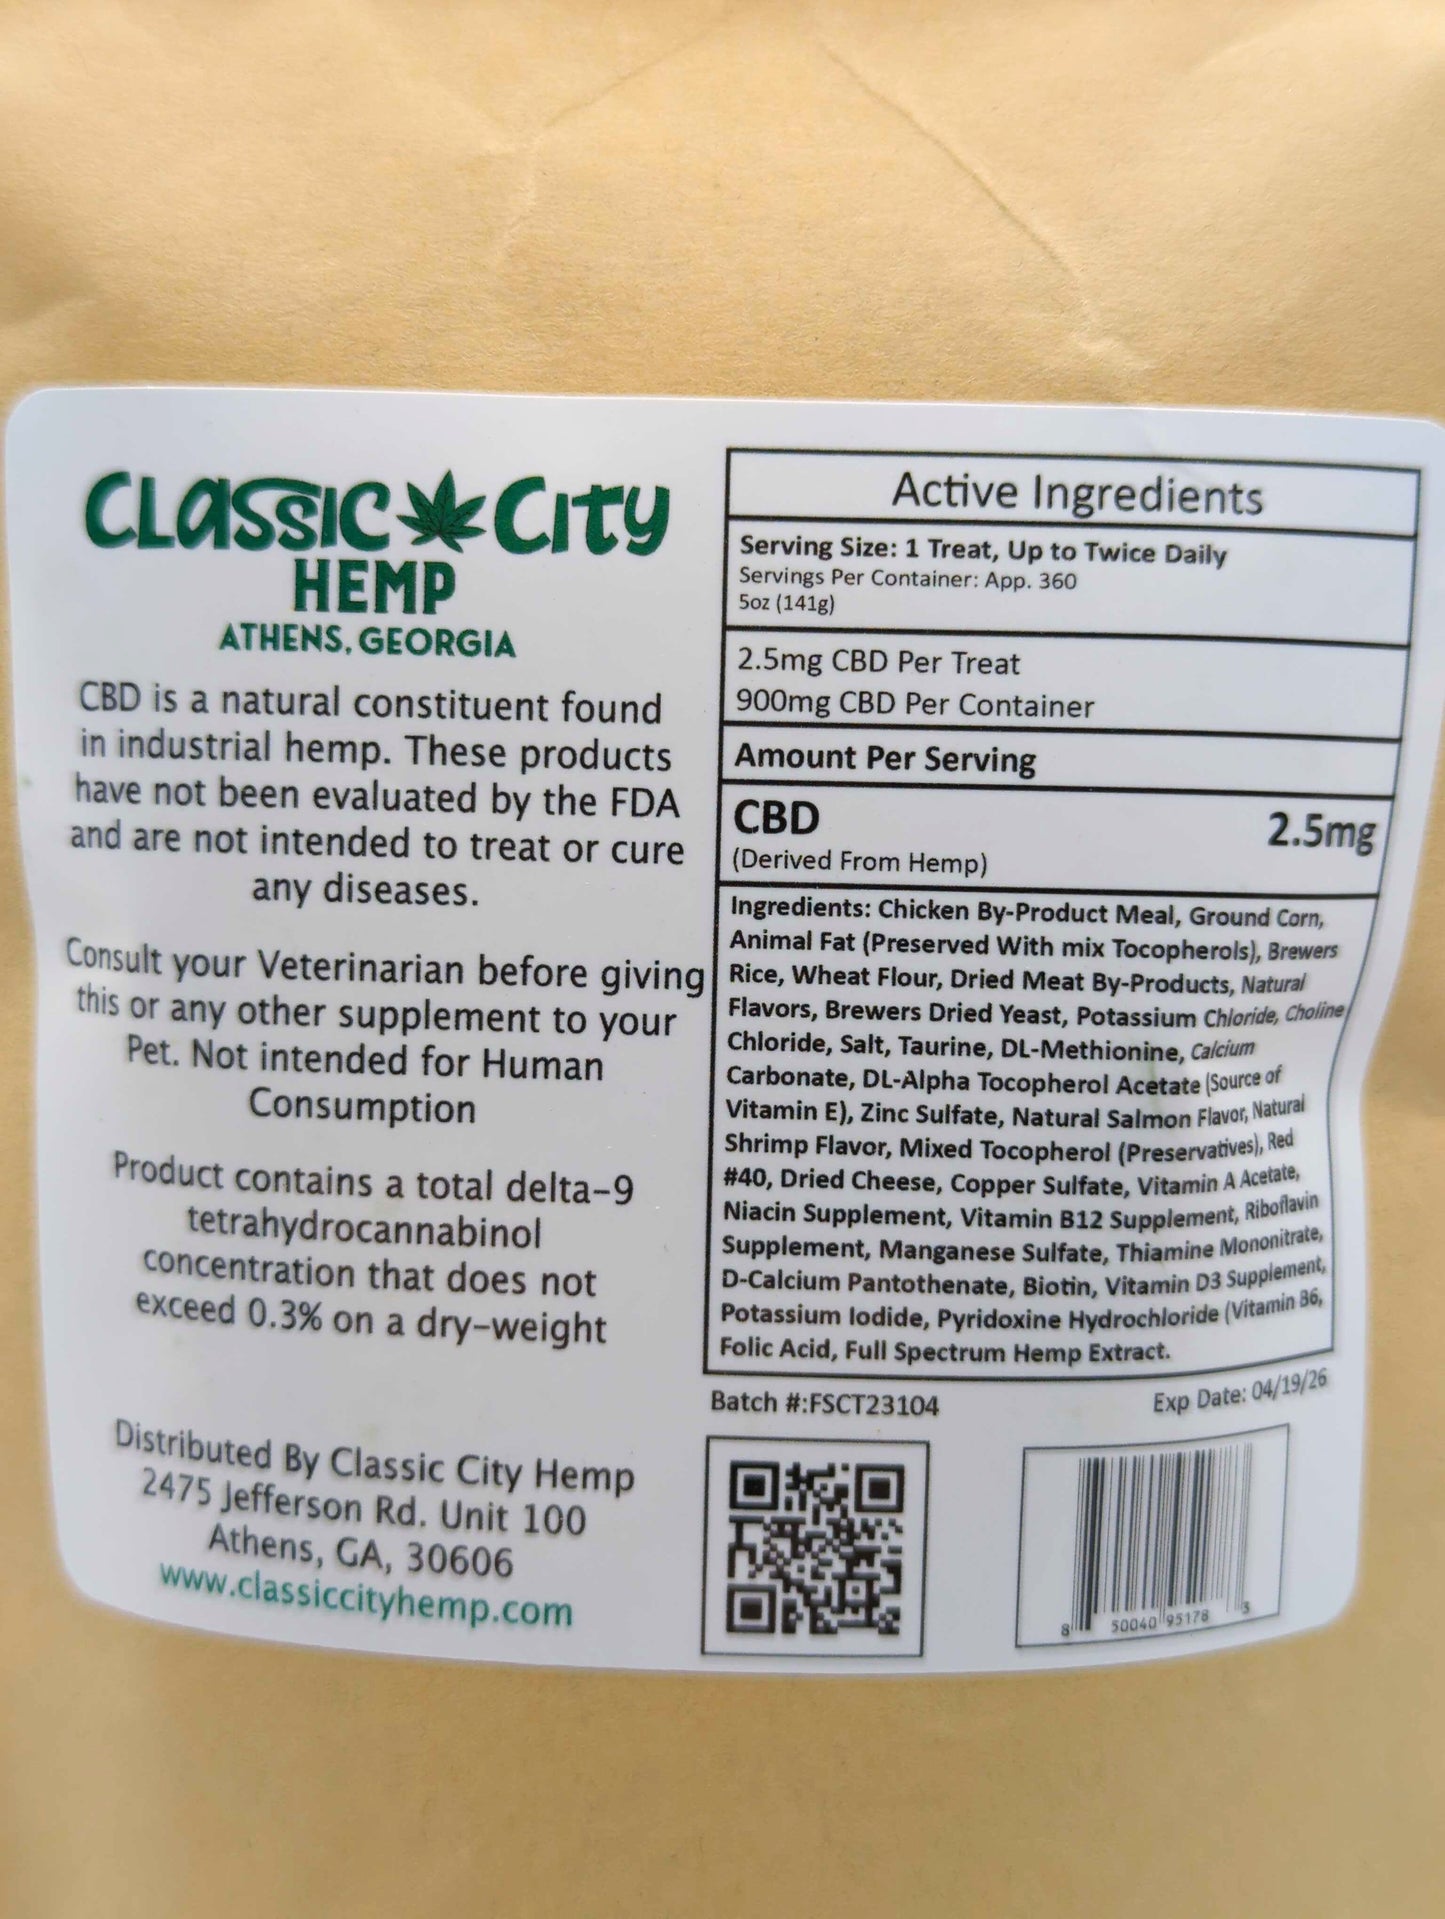 CLASSIC CITY
HEMP
ATHENS, GEORGIA
CBD is a natural constituent found
in industrial hemp. These products
have not been evaluated by the FDA
and are not intended to treat or cure
any diseases.
Consult your Veterinarian before giving
this or any other supplement to your
Pet. Not intended for Human
Consumption
Product contains a total delta-9
tetrahydrocannabinol
concentration that does not
exceed 0.3% on a dry-weight
Distributed By Classic City Hemp
2475 Jefferson Rd. Unit 100
Athens, GA, 30606
www.classiccityhemp.com
Active Ingredients
Serving Size: 1 Treat, Up to Twice Daily
Servings Per Container: App. 360
5oz (141g)
2.5mg CBD Per Treat
900mg CBD Per Container
Amount Per Serving
CBD 2.5mg
(Derived From Hemp)
Ingredients: Chicken By-Product Meal, Ground Corn,
Animal Fat (Preserved With mix Tocopherols), Brewers
Rice, Wheat Flour, Dried Meat By-Products, Natural
Flavors, Brewers Dried Yeast, Potassium Chloride, Choline
Chloride, Salt, Taurine, DL-Methionine, Calcium
Carbonate, DL-Alpha Tocopherol Acetate (Source of
Vitamin E), Zinc Sulfate, Natural Salmon Flavor, Natural
Shrimp Flavor, Mixed Tocopherol (Preservatives), Red
#40, Dried Cheese, Copper Sulfate, Vitamin A Acetate,
Niacin Supplement, Vitamin B12 Supplement, Riboflavin
Supplement, Manganese Sulfate, Thiamine Mononitrate,
D-Calcium Pantothenate, Biotin, Vitamin D3 Supplement,
Potassium Iodide, Pyridoxine Hydrochloride (Vitamin B6,
Folic Acid, Full Spectrum Hemp Extract.
Batch #:FSCT23104
Exp Date: 04/19/26
8 50040 95178 3